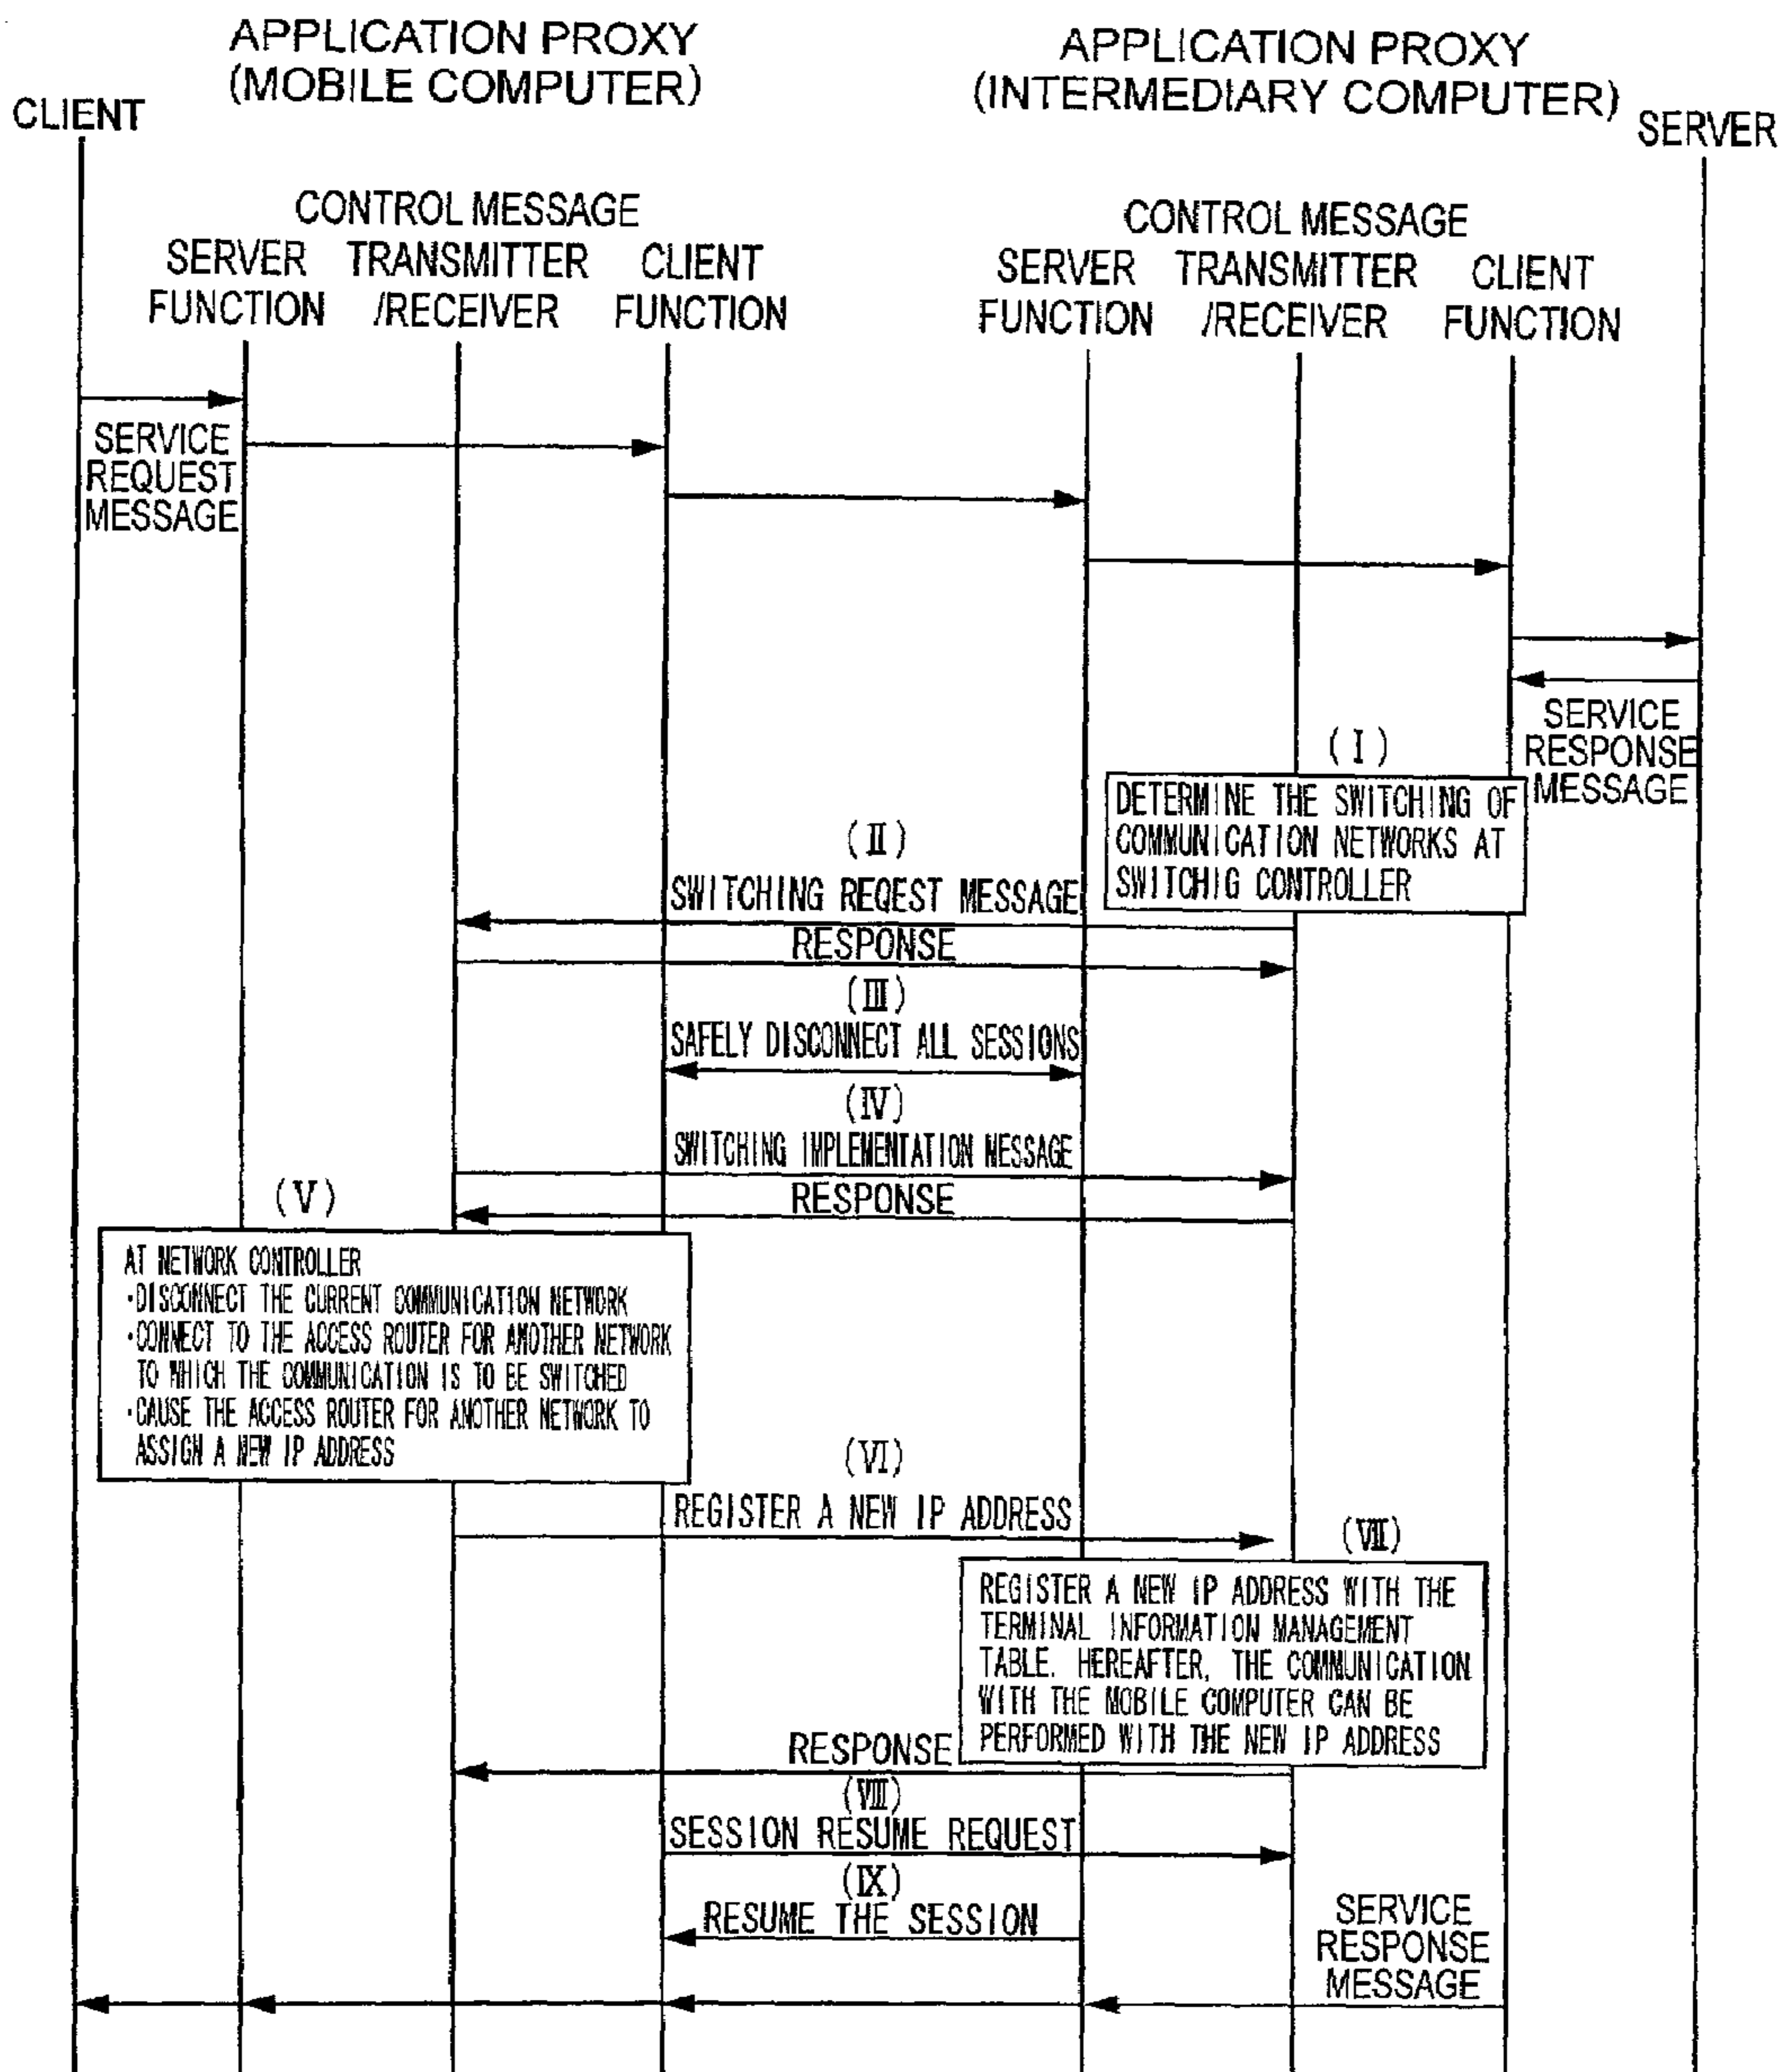 APPLICATION PROXY
(MOBILE COMPUTER)
APPLICATION PROXY
(INTERMEDIARY COMPUTER)
CLIENT
SERVER
CONTROL MESSAGE
SERVER TRANSMITTER CLIENT
FUNCTION /RECEIVER FUNCTION
CONTROL MESSAGE
SERVER TRANSMITTER CLIENT
FUNCTION /RECEIVER FUNCTION
SERVICE
REQUEST
MESSAGE
SERVICE
RESPONSE
MESSAGE
(I)
DETERMINE THE SWITCHING OF
COMMUNICATION NETWORKS AT
SWITCHIG CONTROLLER
(II)
SWITCHING REQEST MESSAGE
RESPONSE
(III)
SAFELY DISCONNECT ALL SESSIONS
(IV)
SWITCHING IMPLEMENTATION MESSAGE
RESPONSE
(V)
AT NETWORK CONTROLLER
·DISCONNECT THE CURRENT COMMUNICATION NETWORK
·CONNECT TO THE ACCESS ROUTER FOR ANOTHER NETWORK
TO WHICH THE COMMUNICATION IS TO BE SWITCHED
·CAUSE THE ACCESS ROUTER FOR ANOTHER NETWORK TO
ASSIGN A NEW IP ADDRESS
(VI)
REGISTER A NEW IP ADDRESS
(VII)
REGISTER A NEW IP ADDRESS WITH THE
TERMINAL INFORMATION MANAGEMENT
TABLE. HEREAFTER, THE COMMUNICATION
WITH THE MOBILE COMPUTER CAN BE
PERFORMED WITH THE NEW IP ADDRESS
RESPONSE
(VIII)
SESSION RESUME REQUEST
(IX)
RESUME THE SESSION
SERVICE
RESPONSE
MESSAGE